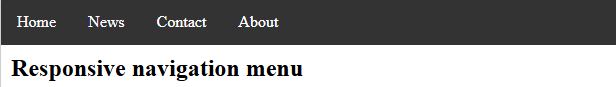 Home News Contact About
Responsive navigation menu